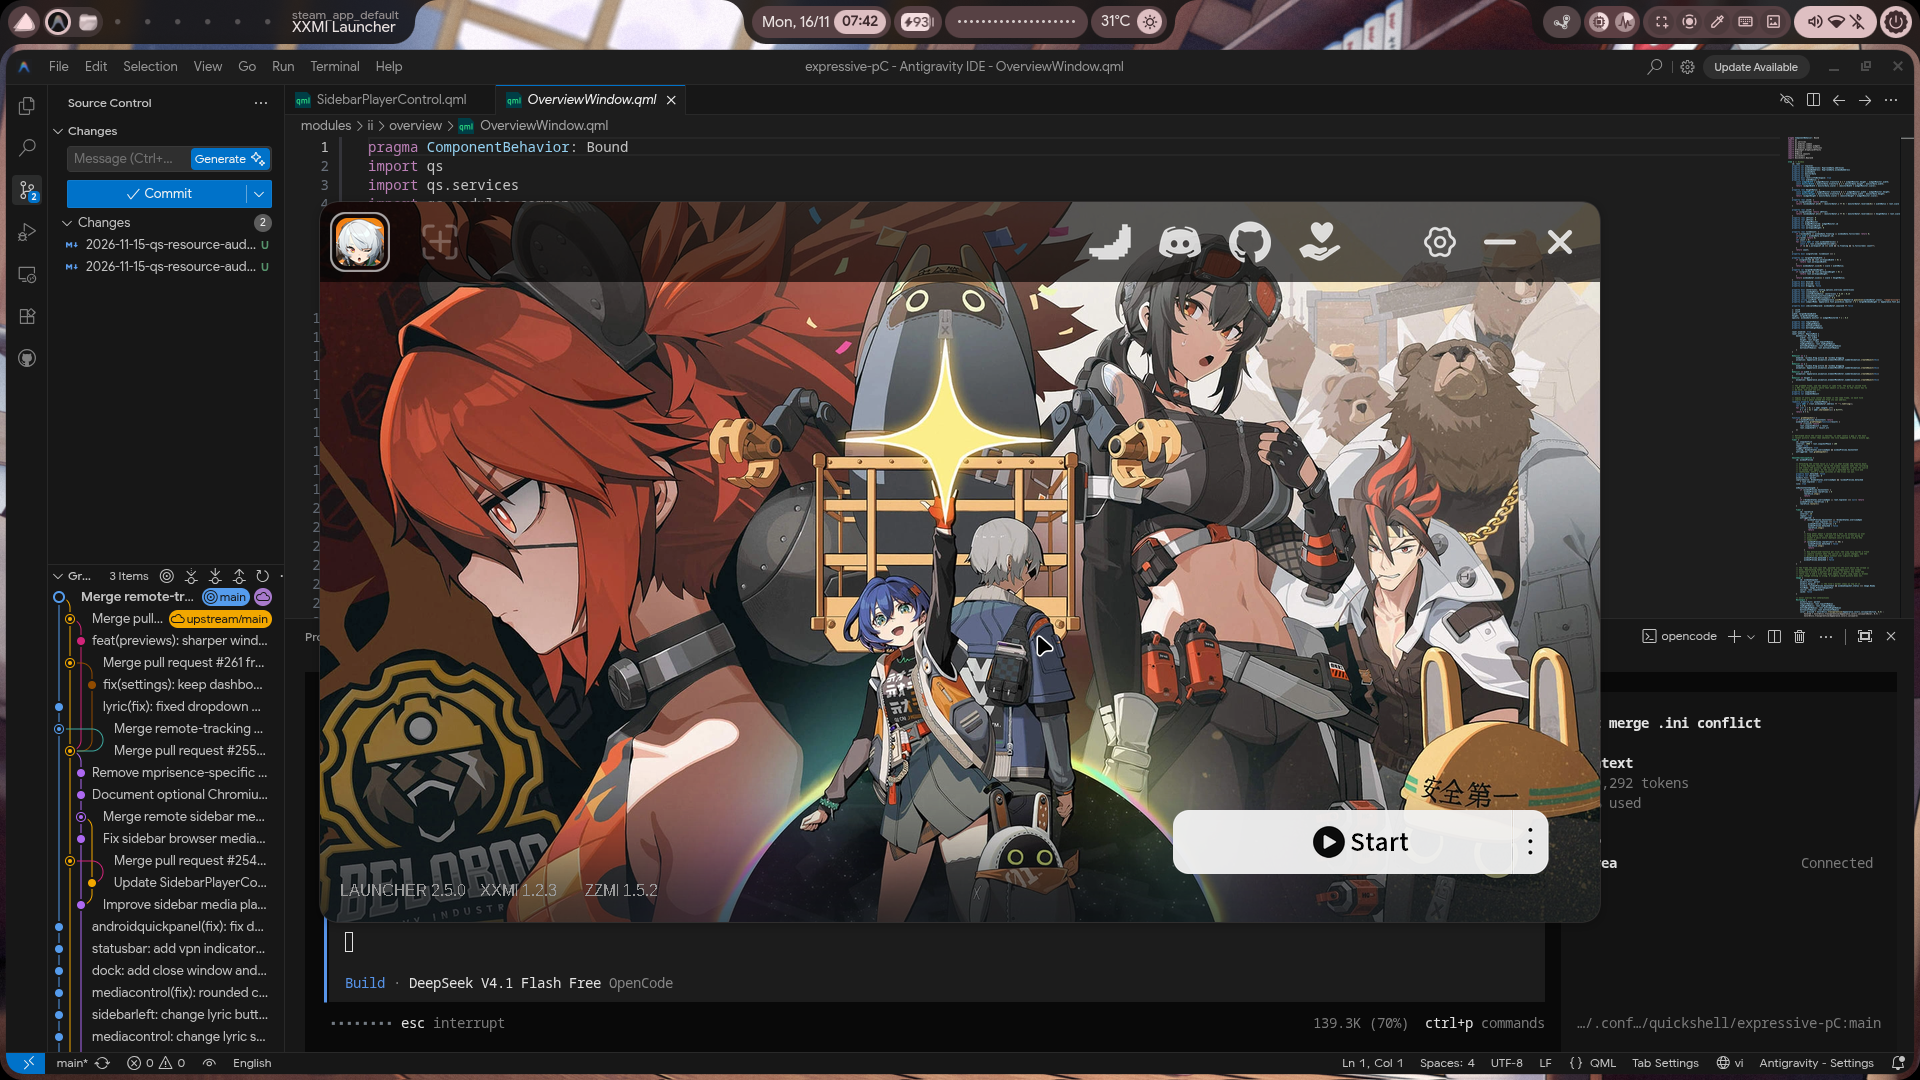 steam_app_default
XXMI Launcher
Mon, 16/11 07:42
93
31°C
File Edit Selection View Go Run Terminal Help
expressive-pC - Antigravity IDE - OverviewWindow.qml
Update Available
Source Control
SidebarPlayerControl.qml
OverviewWindow.qml
modules > ii > overview > OverviewWindow.qml
Changes
Message (Ctrl+...
Generate
Commit
Changes 2
2026-11-15-qs-resource-aud... U
2026-11-15-qs-resource-aud... U
1 pragma ComponentBehavior: Bound
2 import qs
3 import qs.services
Gr... 3 Items
Merge remote-tr... main
Merge pull... upstream/main
feat(previews): sharper wind...
Merge pull request #261 fr...
fix(settings): keep dashbo...
lyric(fix): fixed dropdown ...
Merge remote-tracking ...
Merge pull request #255...
Remove mprisence-specific ...
Document optional Chromiu...
Merge remote sidebar me...
Fix sidebar browser media...
Merge pull request #254...
Update SidebarPlayerCo...
Improve sidebar media pla...
androidquickpanel(fix): fix d...
statusbar: add vpn indicator...
dock: add close window and...
mediacontrol(fix): rounded c...
sidebarleft: change lyric butt...
mediacontrol: change lyric s...
安全第一
BELOBOG
Start
LAUNCHER 2.5.0 XXMI 1.2.3 ZZMI 1.5.2
opencode
merge .ini conflict
,292 tokens
used
Connected
Build · DeepSeek V4.1 Flash Free OpenCode
esc interrupt
139.3K (70%) ctrl+p commands
…/.conf…/quickshell/expressive-pC:main
main*
0 0
English
Ln 1, Col 1 Spaces: 4 UTF-8 LF {} QML Tab Settings vi Antigravity - Settings